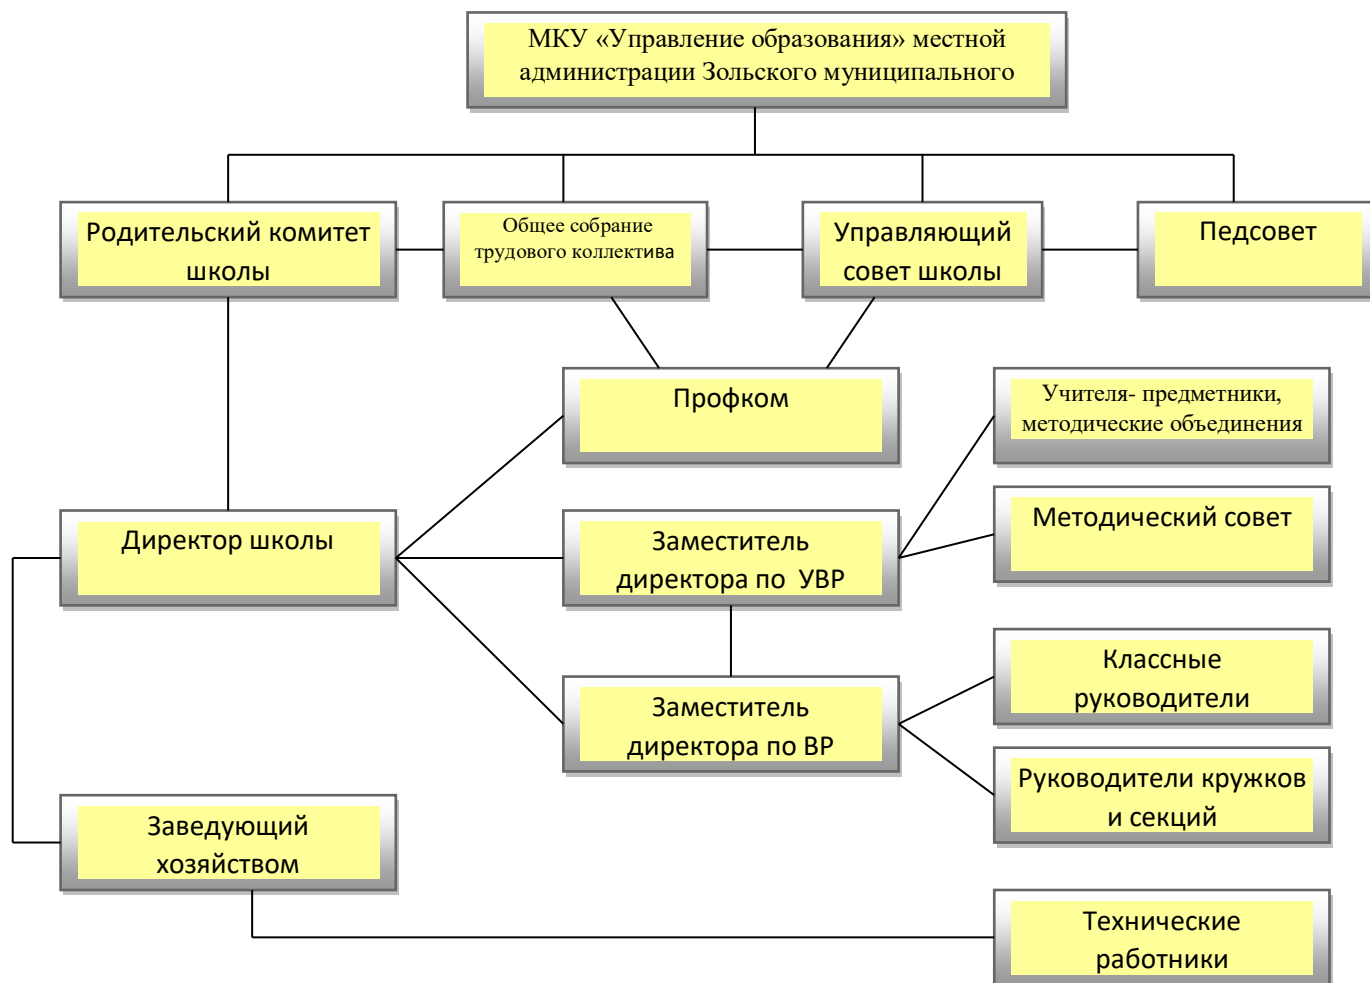 МКУ «Управление образования» местной
администрации Зольского муниципального
Родительский комитет
школы
Общее собрание
трудового коллектива
Управляющий
совет школы
Педсовет
Профком
Учителя- предметники,
методические объединения
Директор школы
Заместитель
директора по УВР
Методический совет
Заместитель
директора по ВР
Классные
руководители
Руководители кружков
и секций
Заведующий
хозяйством
Технические
работники